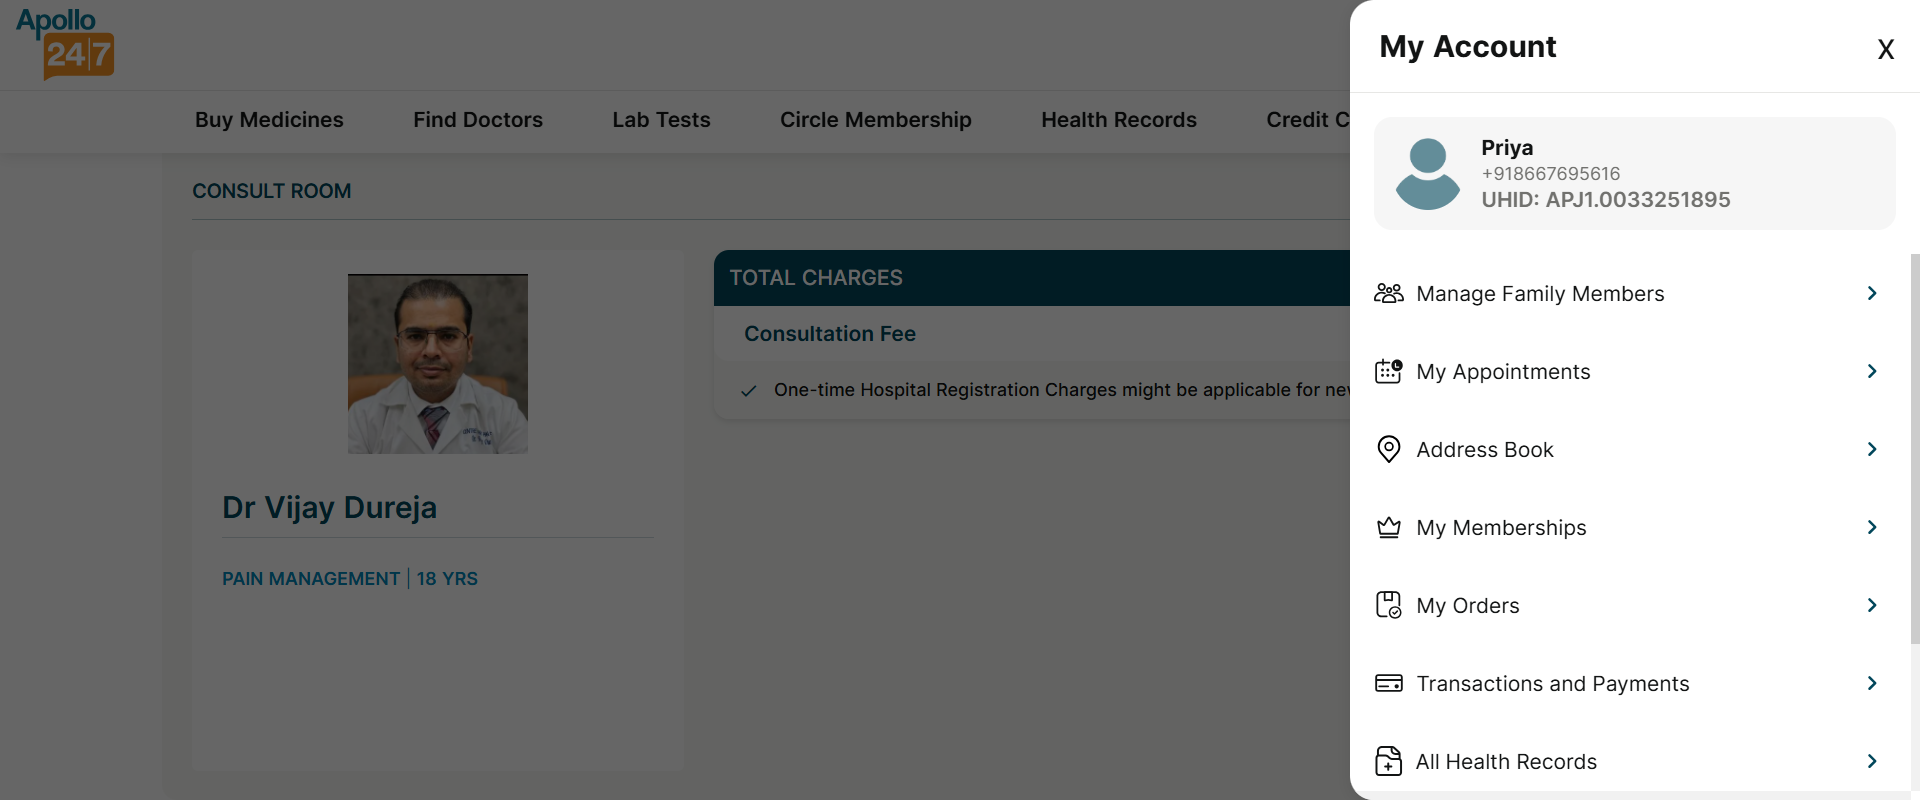 Apollo
24|7
Buy Medicines
Find Doctors
Lab Tests
Circle Membership
Health Records
Credit C
CONSULT ROOM
Dr Vijay Dureja
PAIN MANAGEMENT | 18 YRS
TOTAL CHARGES
Consultation Fee
One-time Hospital Registration Charges might be applicable for new
My Account
X
Priya
+918667695616
UHID: APJ1.0033251895
Manage Family Members
My Appointments
Address Book
My Memberships
My Orders
Transactions and Payments
All Health Records